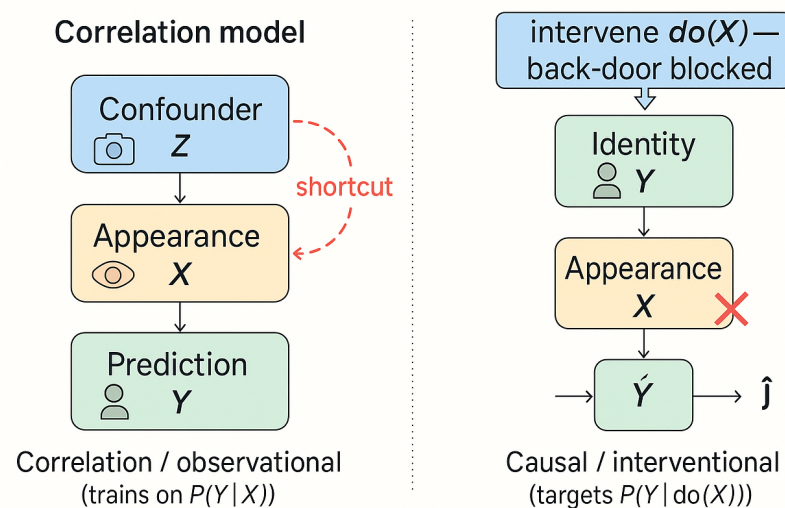 Correlation model
Confounder
Z
shortcut
Appearance
X
Prediction
Y
Correlation / observational
(trains on P(Y|X))
intervene do(X)—
back-door blocked
Identity
Y
Appearance
X
Ý
ĵ
Causal / interventional
(targets P(Y|do(X)))